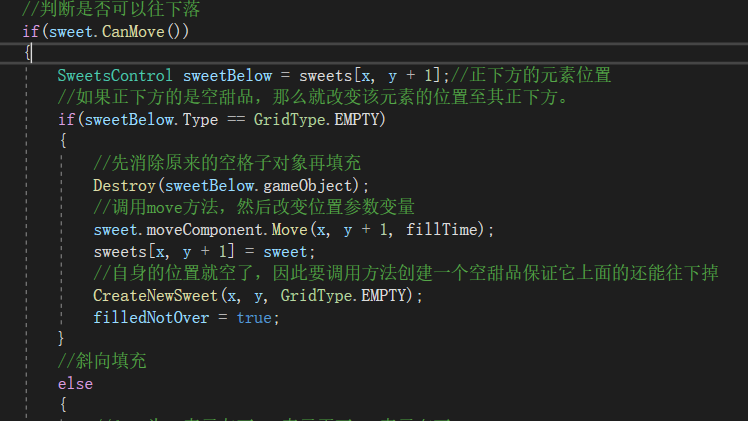 //判断是否可以往下落
if(sweet.CanMove())
{
SweetsControl sweetBelow = sweets[x, y + 1];//正下方的元素位置
//如果正下方的是空甜品，那么就改变该元素的位置至其正下方。
if(sweetBelow.Type == GridType.EMPTY)
{
//先消除原来的空格子对象再填充
Destroy(sweetBelow.gameObject);
//调用move方法，然后改变位置参数变量
sweet.moveComponent.Move(x, y + 1, fillTime);
sweets[x, y + 1] = sweet;
//自身的位置就空了，因此要调用方法创建一个空甜品保证它上面的还能往下掉
CreateNewSweet(x, y, GridType.EMPTY);
filledNotOver = true;
}
//斜向填充
else
{